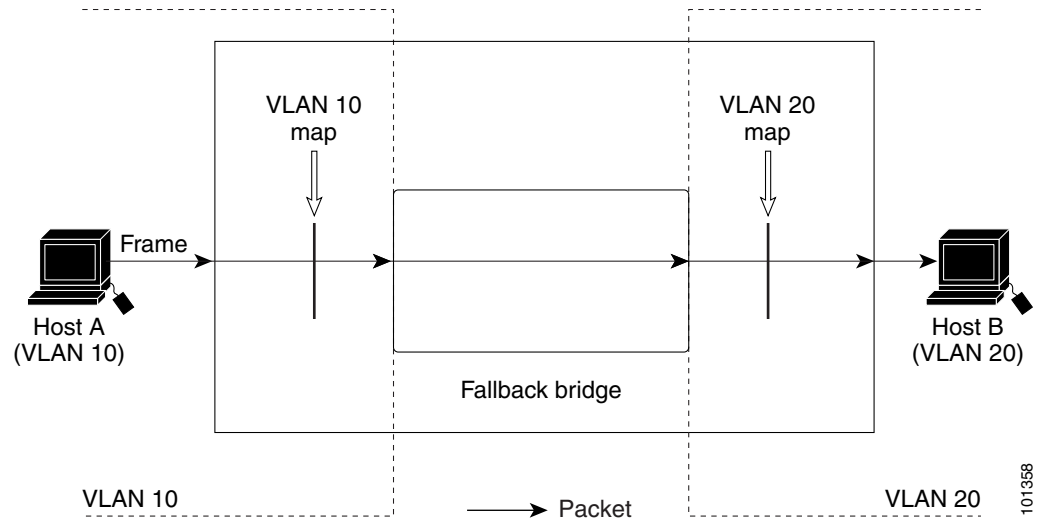 VLAN 10
map
VLAN 20
map
Frame
Host A
(VLAN 10)
Host B
(VLAN 20)
Fallback bridge
VLAN 10
VLAN 20
Packet
101358